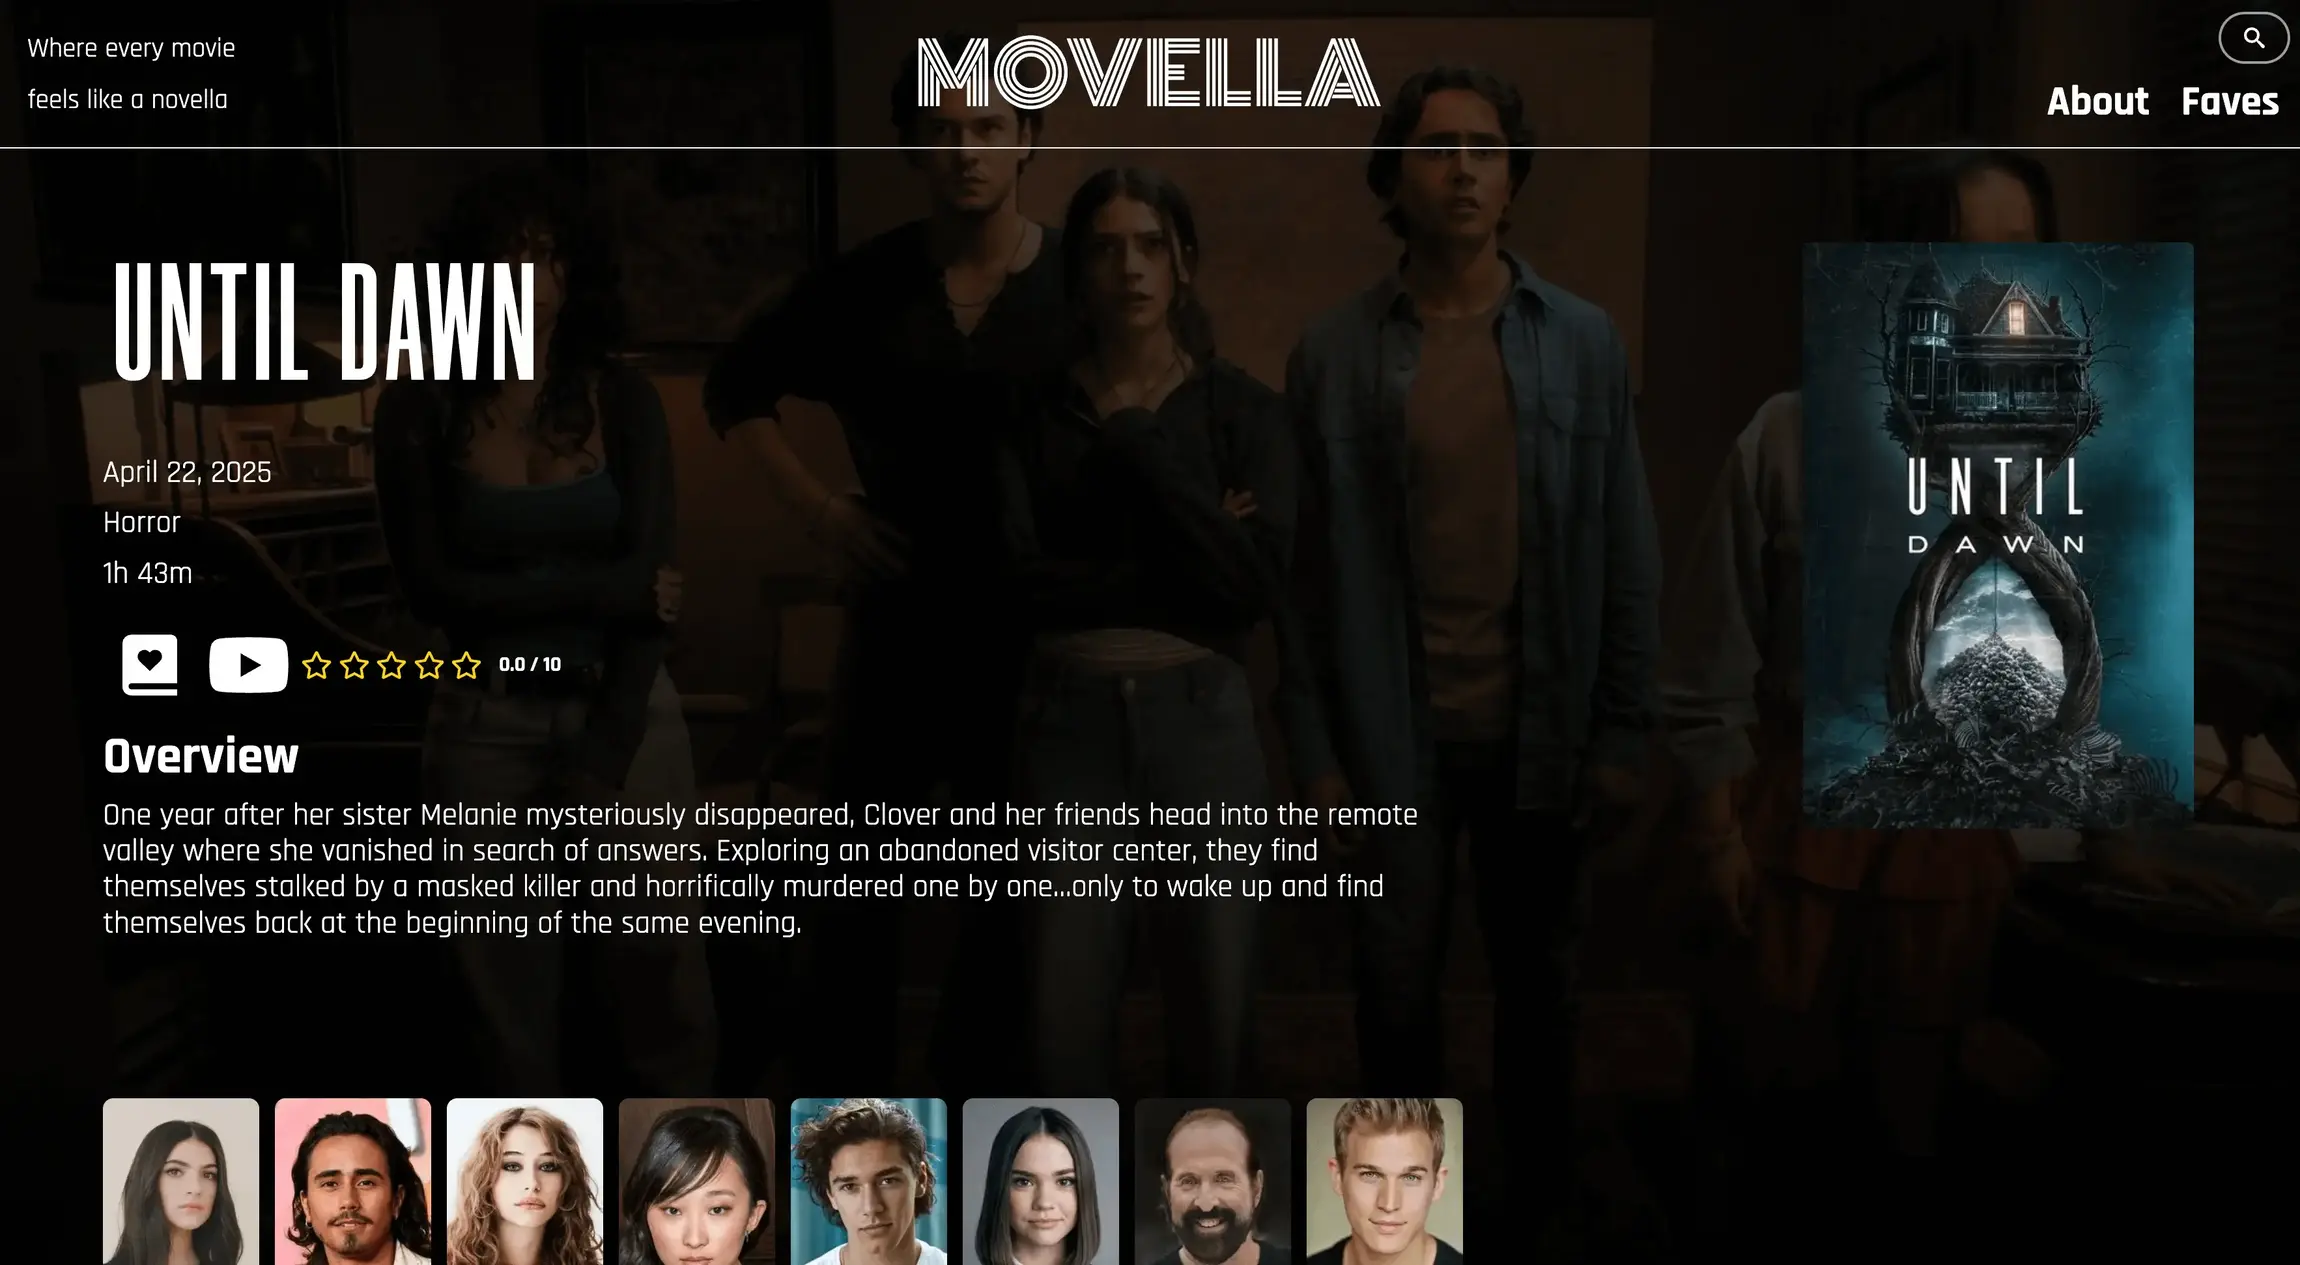 Where every movie
feels like a novella
MOVELLA
About Faves
UNTIL DAWN
April 22, 2025
Horror
1h 43m
0.0 / 10
Overview
One year after her sister Melanie mysteriously disappeared, Clover and her friends head into the remote
valley where she vanished in search of answers. Exploring an abandoned visitor center, they find
themselves stalked by a masked killer and horrifically murdered one by one...only to wake up and find
themselves back at the beginning of the same evening.
UNTIL
DAWN